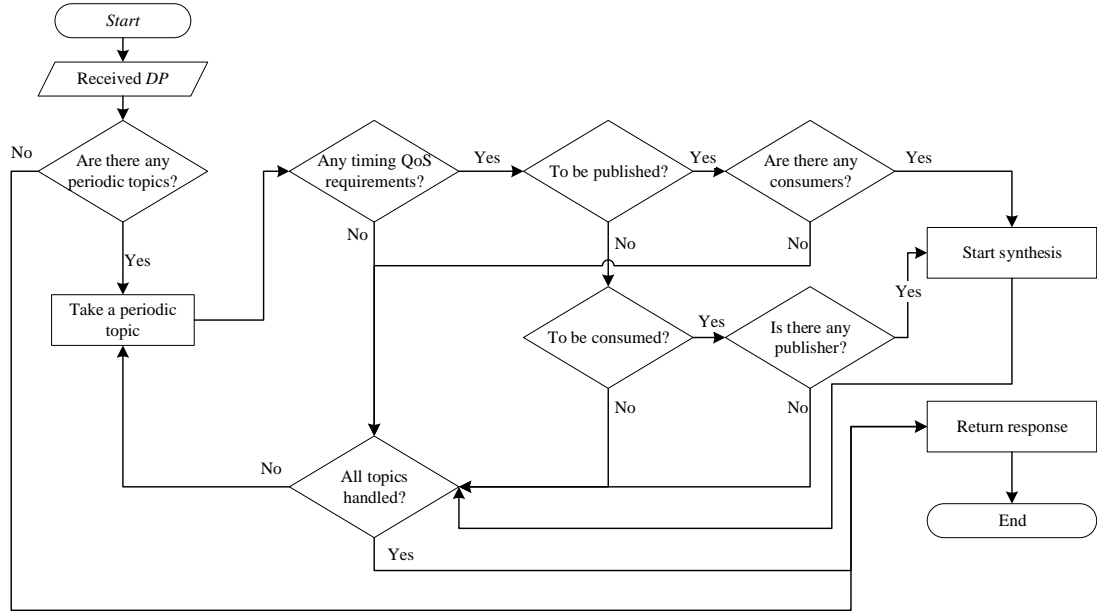 Start
Received DP
No
Are there any
periodic topics?
Yes
Take a periodic
topic
Any timing QoS
requirements?
Yes
No
To be published?
Yes
No
Are there any
consumers?
Yes
No
Start synthesis
To be consumed?
Yes
No
Is there any
publisher?
Yes
No
All topics
handled?
No
Yes
Return response
End